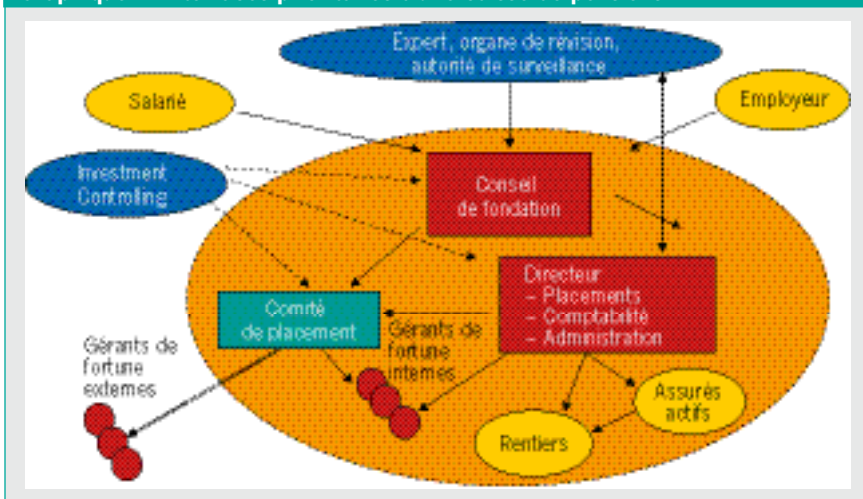 Expert, organe de révision,
autorité de surveillance
Salarié
Employeur
Investment
Controlling
Conseil
de fondation
Directeur
– Placements
– Comptabilité
– Administration
Comité
de placement
Gérants de
fortune
internes
Gérants de
fortune
externes
Assurés
actifs
Rentiers